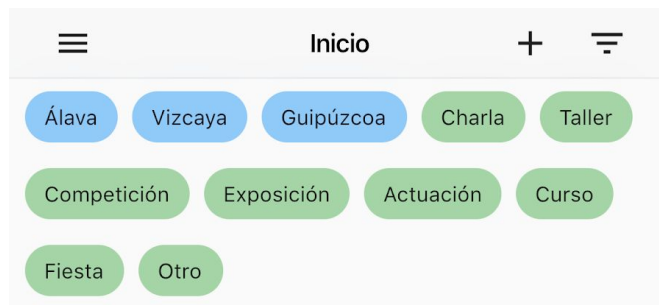 Inicio
Álava Vizcaya Guipúzcoa Charla Taller
Competición Exposición Actuación Curso
Fiesta Otro